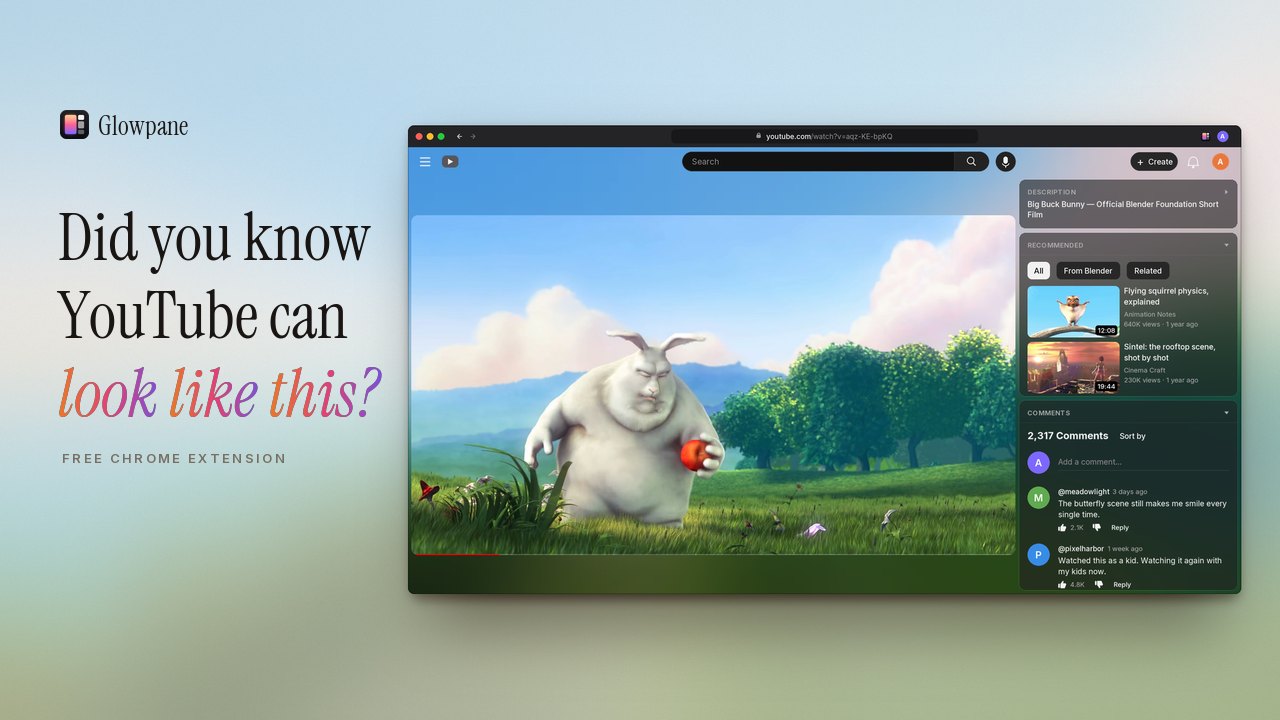 Glowpane
Did you know
YouTube can
look like this?
FREE CHROME EXTENSION
youtube.com/watch?v=aqz-KE-bpKQ
A
Search
+ Create
A
DESCRIPTION
Big Buck Bunny — Official Blender Foundation Short
Film
RECOMMENDED
All
From Blender
Related
Flying squirrel physics,
explained
Animation Notes
640K views · 1 year ago
12:08
Sintel: the rooftop scene,
shot by shot
Cinema Craft
230K views · 1 year ago
19:44
COMMENTS
2,317 Comments
Sort by
A
Add a comment...
M
@meadowlight 3 days ago
The butterfly scene still makes me smile every
single time.
2.1K
Reply
P
@pixelharbor 1 week ago
Watched this as a kid. Watching it again with
my kids now.
4.8K
Reply